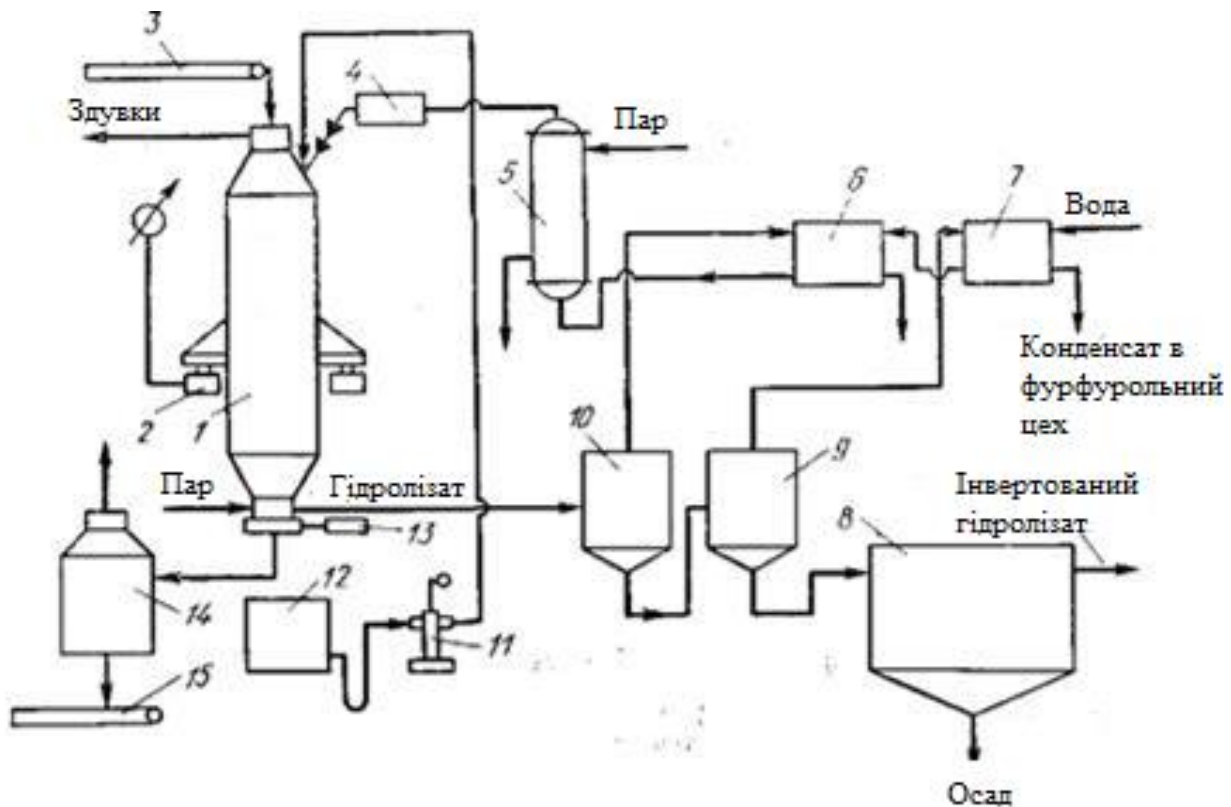 3
Здувки
4
Пар
5
6
7
Вода
Конденсат в
фурфурольний
цех
2
1
10
9
Пар
Гідролізат
Інвертований
гідролізат
8
13
14
12
11
15
Осад